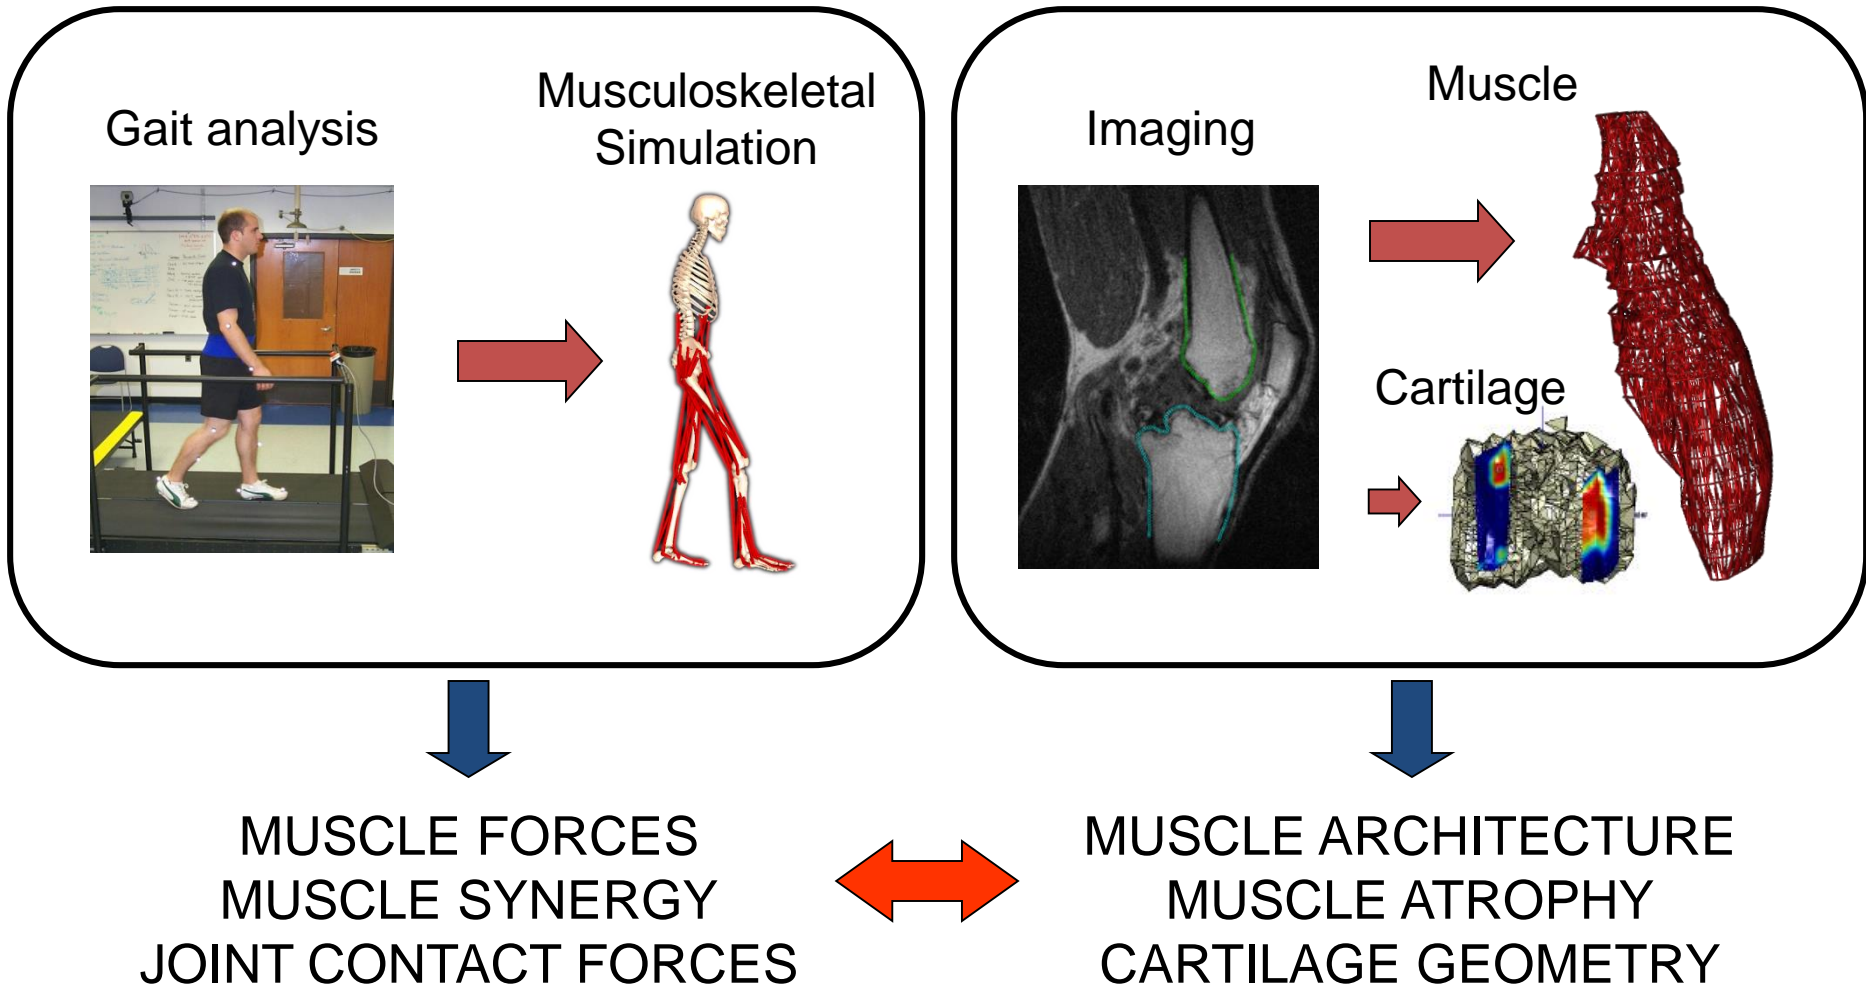 Gait analysis
Musculoskeletal
Simulation
Imaging
Muscle
Cartilage
MUSCLE FORCES
MUSCLE SYNERGY
JOINT CONTACT FORCES
MUSCLE ARCHITECTURE
MUSCLE ATROPHY
CARTILAGE GEOMETRY